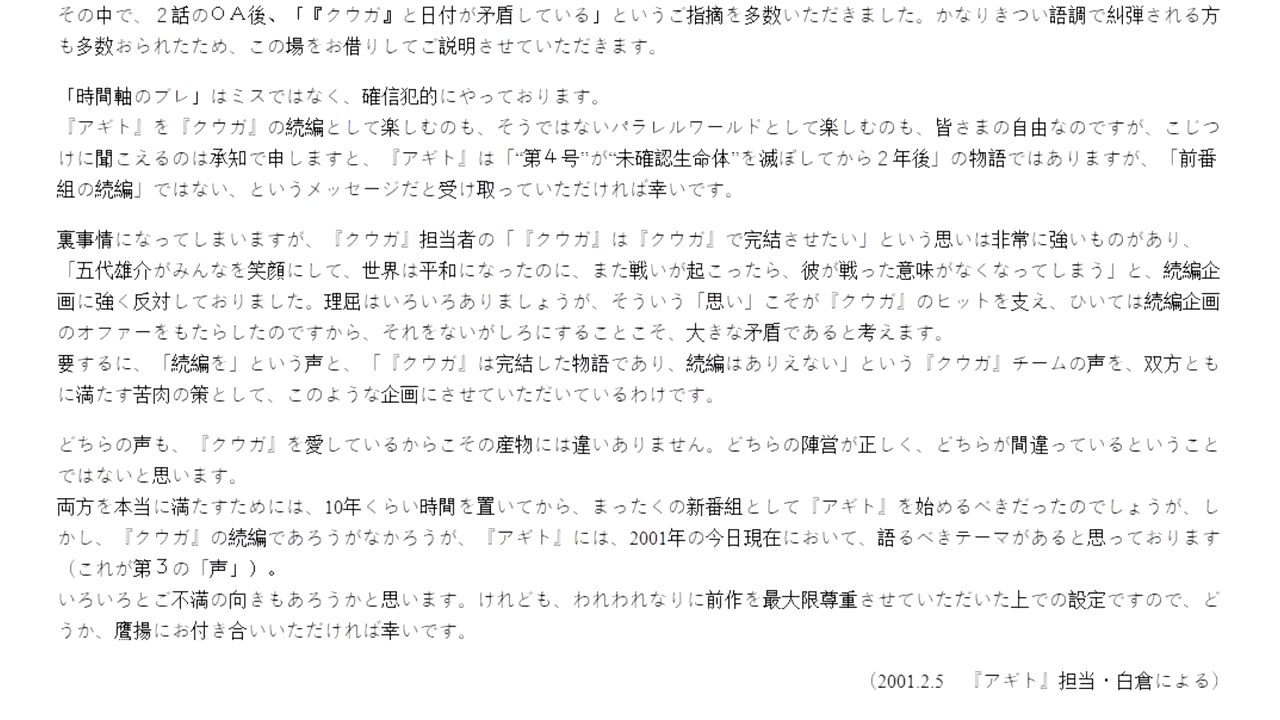 その中で、２話のＯＡ後、「『クウガ』と日付が矛盾している」というご指摘を多数いただきました。かなりきつい語調で糾弾される方
も多数おられたため、この場をお借りしてご説明させていただきます。
「時間軸のブレ」はミスではなく、確信犯的にやっております。
『アギト』を『クウガ』の続編として楽しむのも、そうではないパラレルワールドとして楽しむのも、皆さまの自由なのですが、こじつ
けに聞こえるのは承知で申しますと、『アギト』は「“第４号”が“未確認生命体”を滅ぼしてから２年後」の物語ではありますが、「前番
組の続編」ではない、というメッセージだと受け取っていただければ幸いです。
裏事情になってしまいますが、『クウガ』担当者の「『クウガ』は『クウガ』で完結させたい」という思いは非常に強いものがあり、
「五代雄介がみんなを笑顔にして、世界は平和になったのに、また戦いが起こったら、彼が戦った意味がなくなってしまう」と、続編企
画に強く反対しておりました。理屈はいろいろありましょうが、そういう「思い」こそが『クウガ』のヒットを支え、ひいては続編企画
のオファーをもたらしたのですから、それをないがしろにすることこそ、大きな矛盾であると考えます。
要するに、「続編を」という声と、「『クウガ』は完結した物語であり、続編はありえない」という『クウガ』チームの声を、双方とも
に満たす苦肉の策として、このような企画にさせていただいているわけです。
どちらの声も、『クウガ』を愛しているからこその産物には違いありません。どちらの陣営が正しく、どちらが間違っているということ
ではないと思います。
両方を本当に満たすためには、10年くらい時間を置いてから、まったくの新番組として『アギト』を始めるべきだったのでしょうが、し
かし、『クウガ』の続編であろうがなかろうが、『アギト』には、2001年の今日現在において、語るべきテーマがあると思っております
（これが第３の「声」）。
いろいろとご不満の向きもあろうかと思います。けれども、われわれなりに前作を最大限尊重させていただいた上での設定ですので、ど
うか、鷹揚にお付き合いいただければ幸いです。
（2001.2.5　『アギト』担当・白倉による）